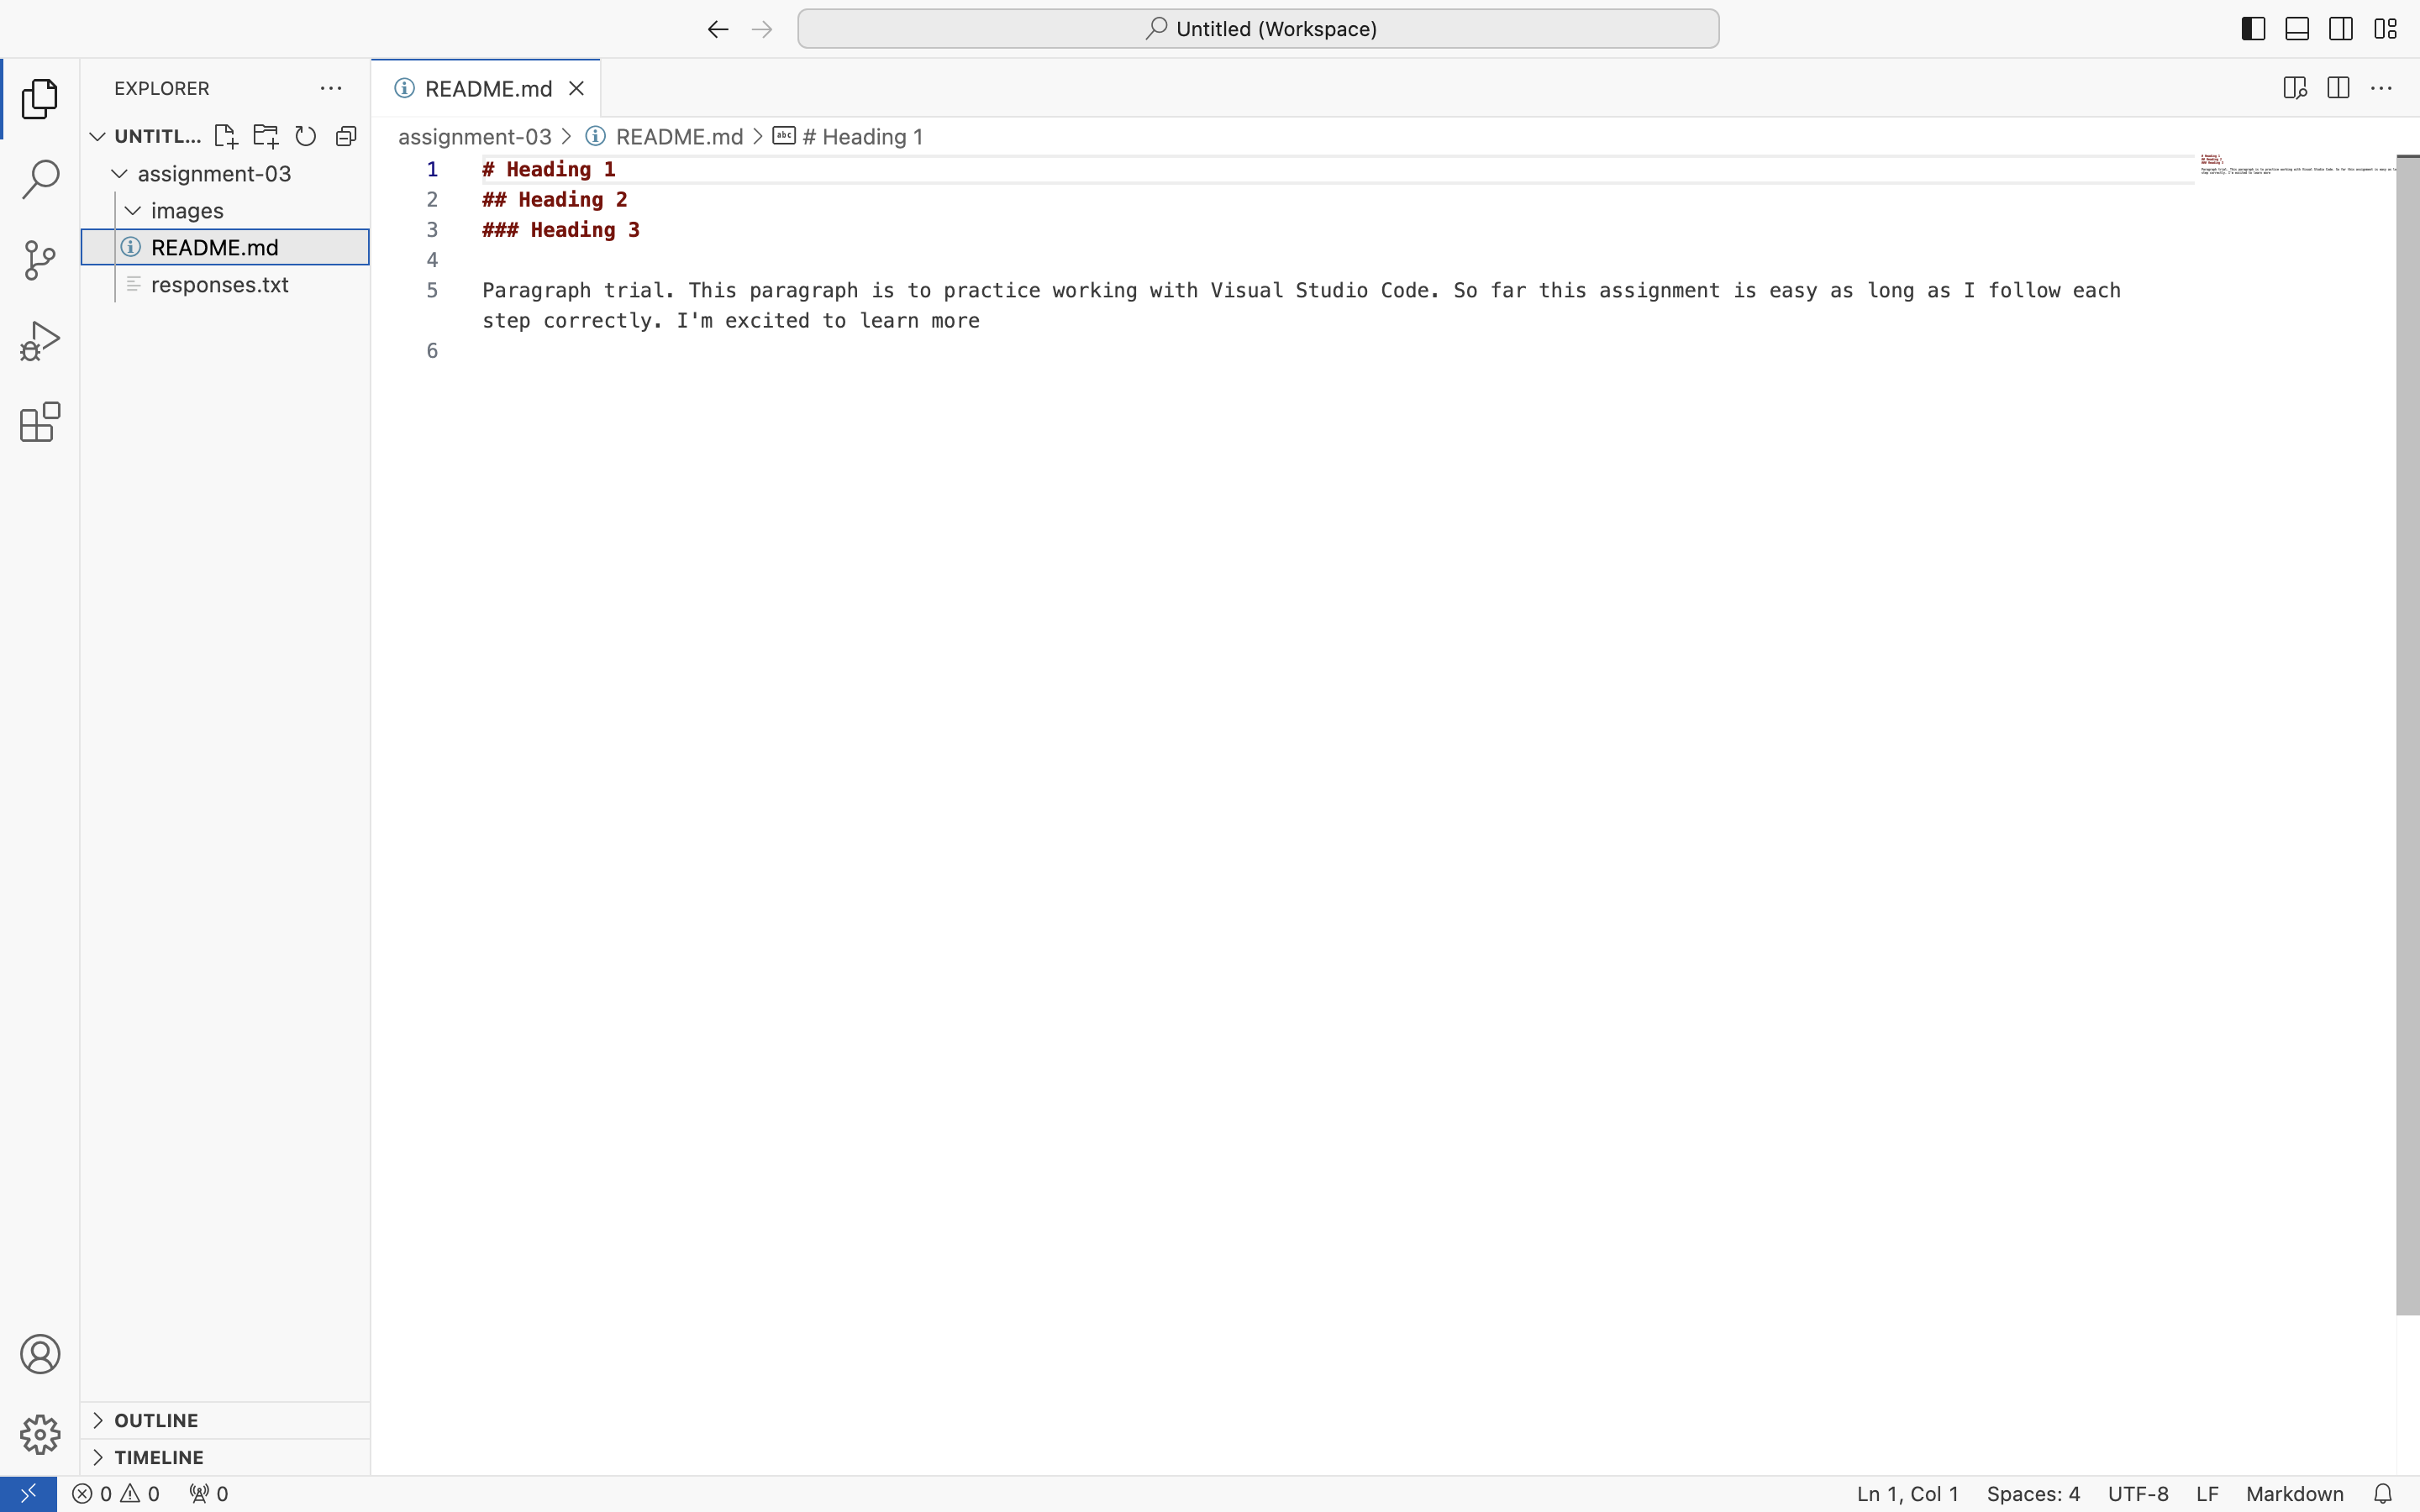 Untitled (Workspace)
EXPLORER
UNTITL...
assignment-03
images
README.md
responses.txt
OUTLINE
TIMELINE
README.md
assignment-03 > README.md > abc # Heading 1
1 # Heading 1
2 ## Heading 2
3 ### Heading 3
4
5 Paragraph trial. This paragraph is to practice working with Visual Studio Code. So far this assignment is easy as long as I follow each
step correctly. I'm excited to learn more
6
0 0 0
Ln 1, Col 1 Spaces: 4 UTF-8 LF Markdown